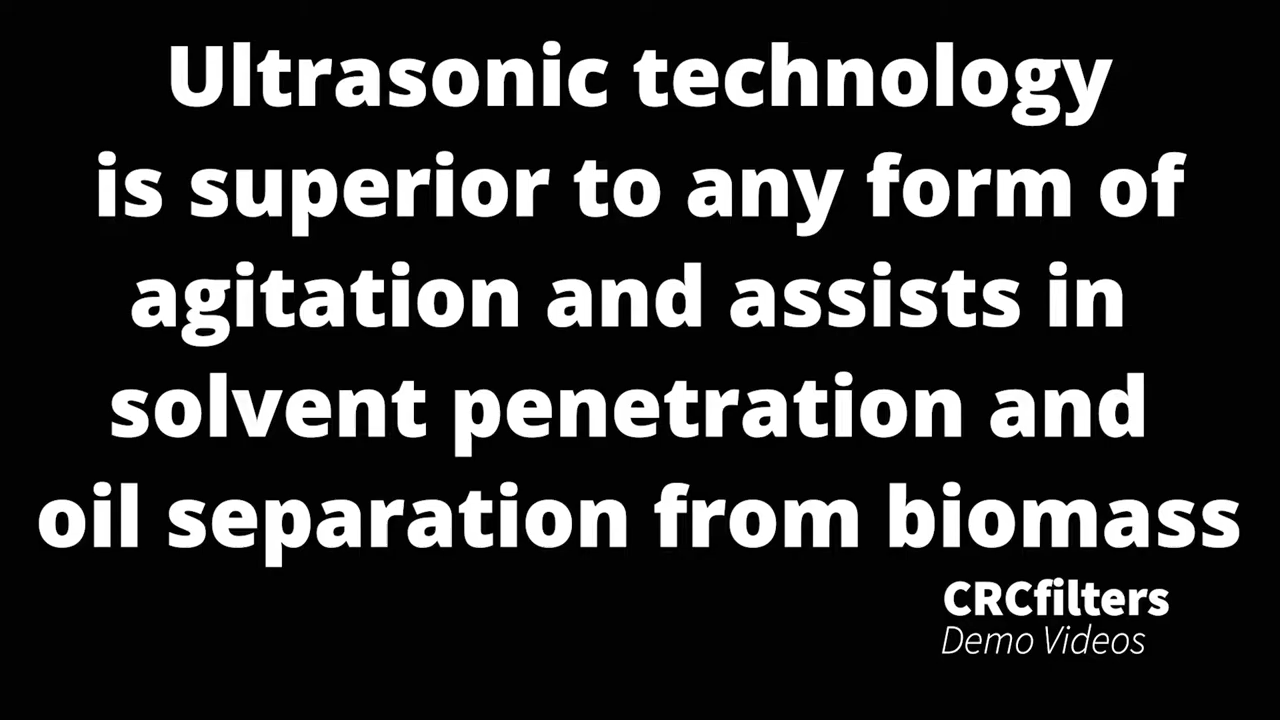 Ultrasonic technology
is superior to any form of
agitation and assists in
solvent penetration and
oil separation from biomass
CRCfilters
Demo Videos